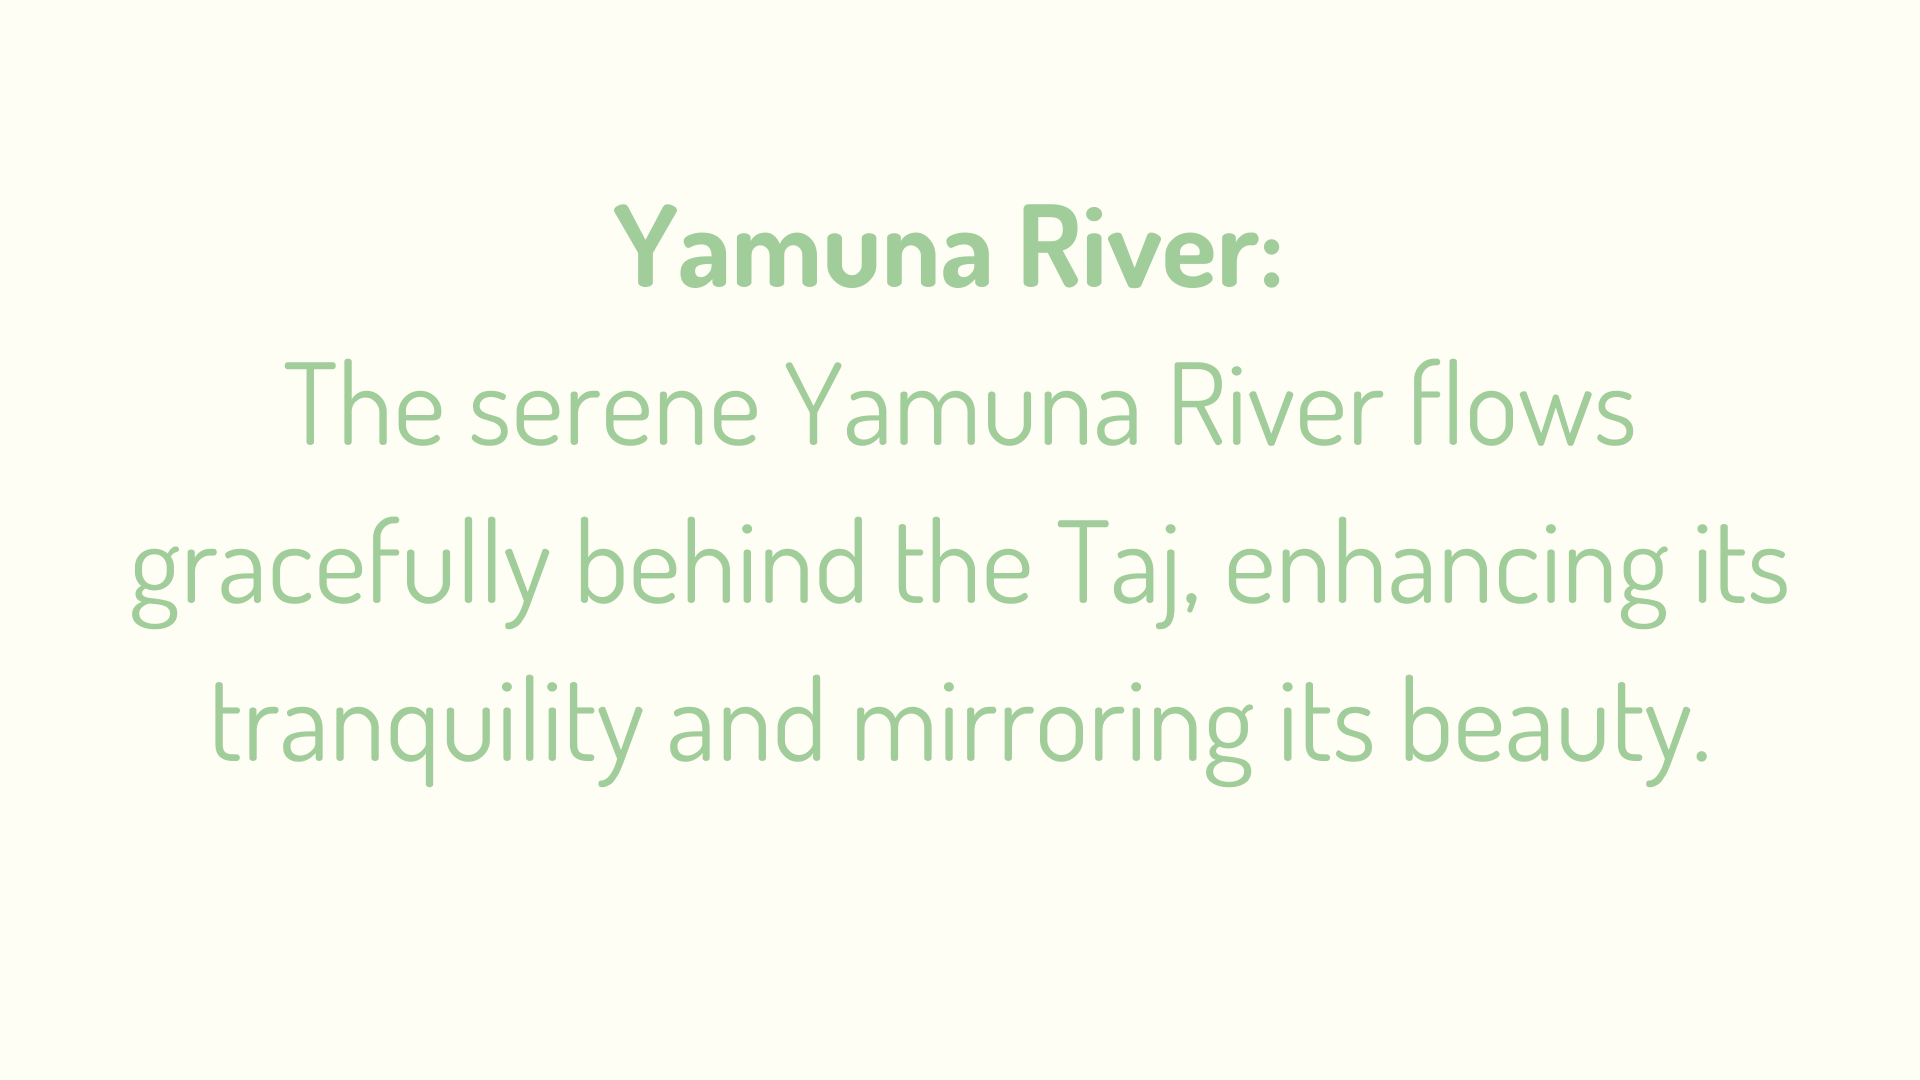 Yamuna River:
The serene Yamuna River flows
gracefully behind the Taj, enhancing its
tranquility and mirroring its beauty.